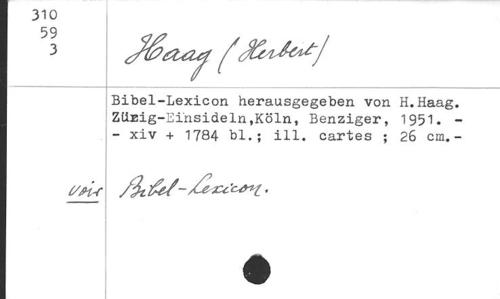 310
59
3
Haag (Herbert)
Bibel-Lexicon herausgegeben von H.Haag.
Zürig-Einsideln,Köln, Benziger, 1951. -
- xiv + 1784 bl.; ill. cartes ; 26 cm.-
voir Bibel-Lexicon.